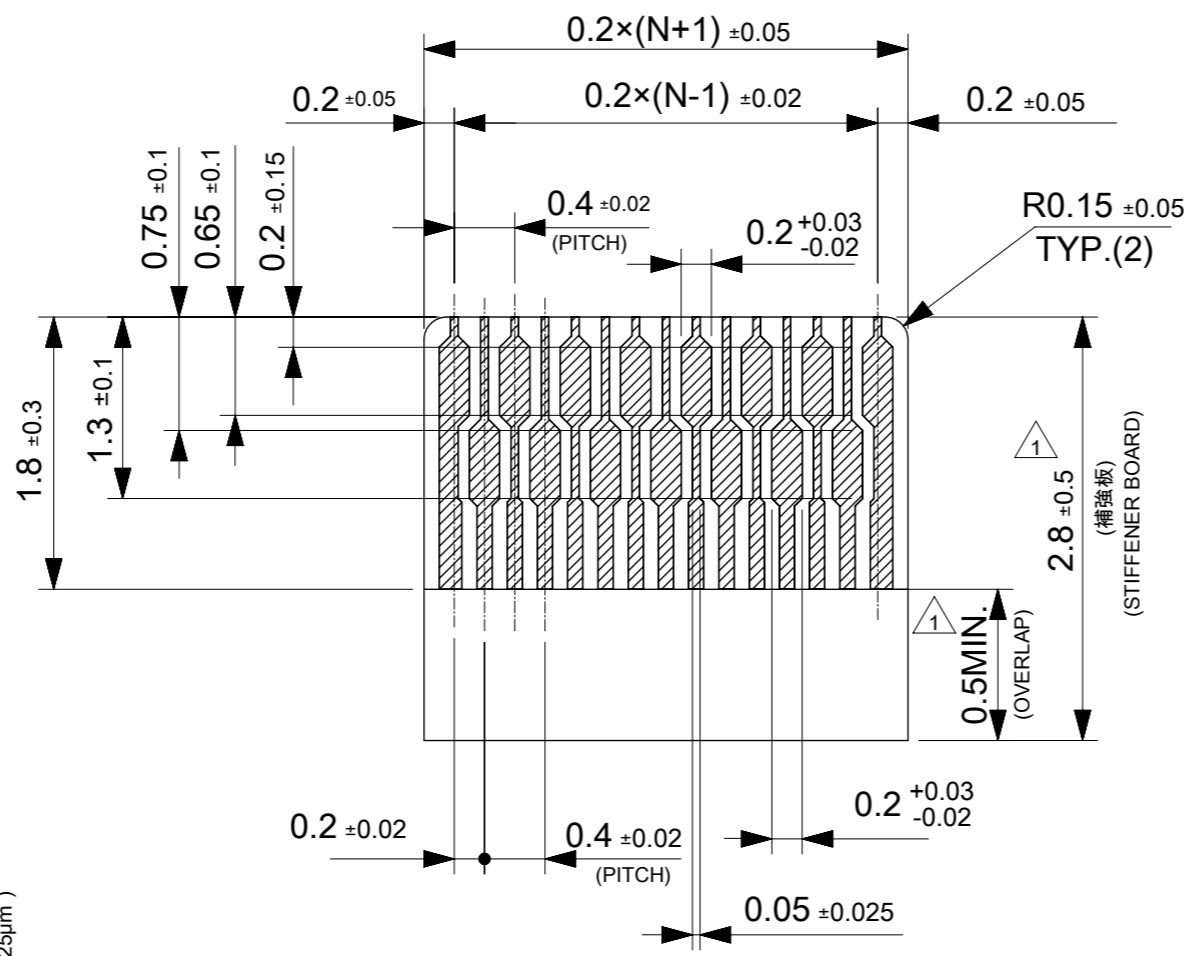 0.2×(N+1) ±0.05
0.2 ±0.05
0.2×(N-1) ±0.02
0.2 ±0.05
0.75 ±0.1
0.65 ±0.1
0.2 ±0.15
0.4 ±0.02
(PITCH)
0.2 +0.03
-0.02
R0.15 ±0.05
TYP.(2)
1.8 ±0.3
1.3 ±0.1
1
2.8 ±0.5
(補強板)
(STIFFENER BOARD)
1
0.5MIN.
(OVERLAP)
0.2 ±0.02
0.4 ±0.02
(PITCH)
0.2 +0.03
-0.02
0.05 ±0.025
25μm )